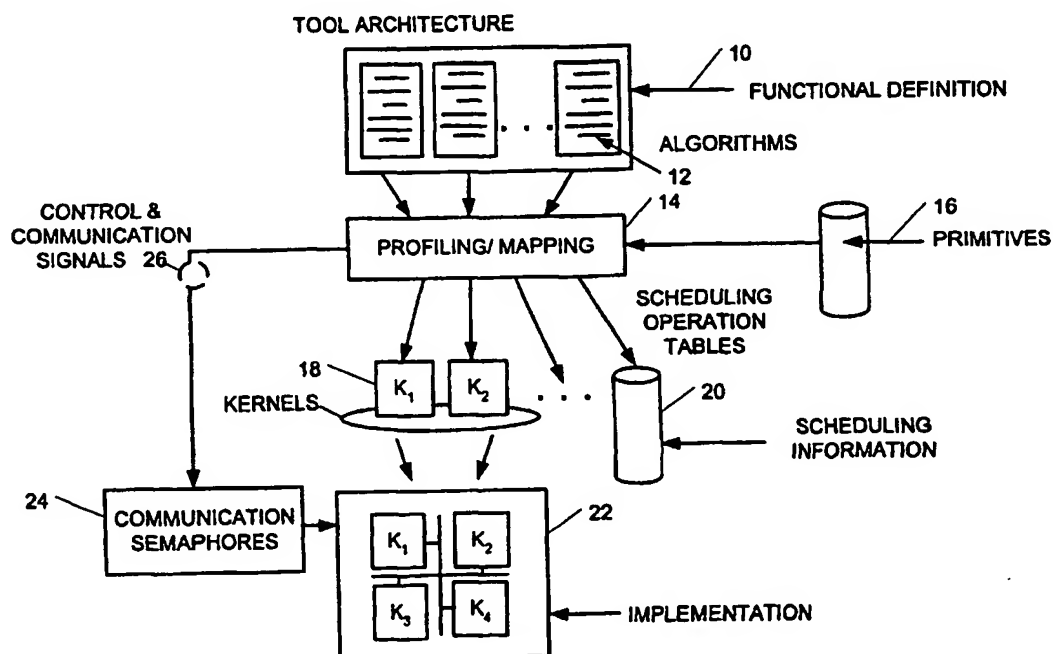 TOOL ARCHITECTURE
10
FUNCTIONAL DEFINITION
ALGORITHMS
12
14
CONTROL &
COMMUNICATION
SIGNALS 26
PROFILING/ MAPPING
16
PRIMITIVES
SCHEDULING
OPERATION
TABLES
18
K1
K2
. . .
KERNELS
20
SCHEDULING
INFORMATION
24
COMMUNICATION
SEMAPHORES
22
K1
K2
K3
K4
IMPLEMENTATION